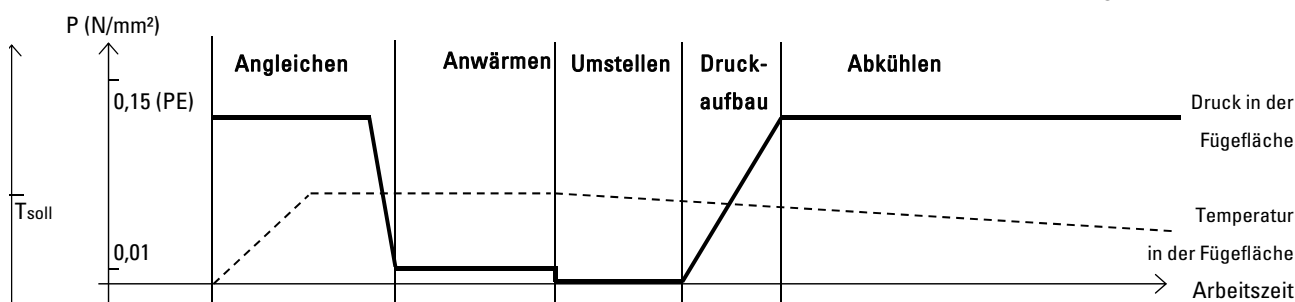 P (N/mm²)
Angleichen
Anwärmen
Umstellen
Druck-
aufbau
Abkühlen
0,15 (PE)
Druck in der
Fügefläche
Tsoll
Temperatur
in der Fügefläche
0,01
Arbeitszeit